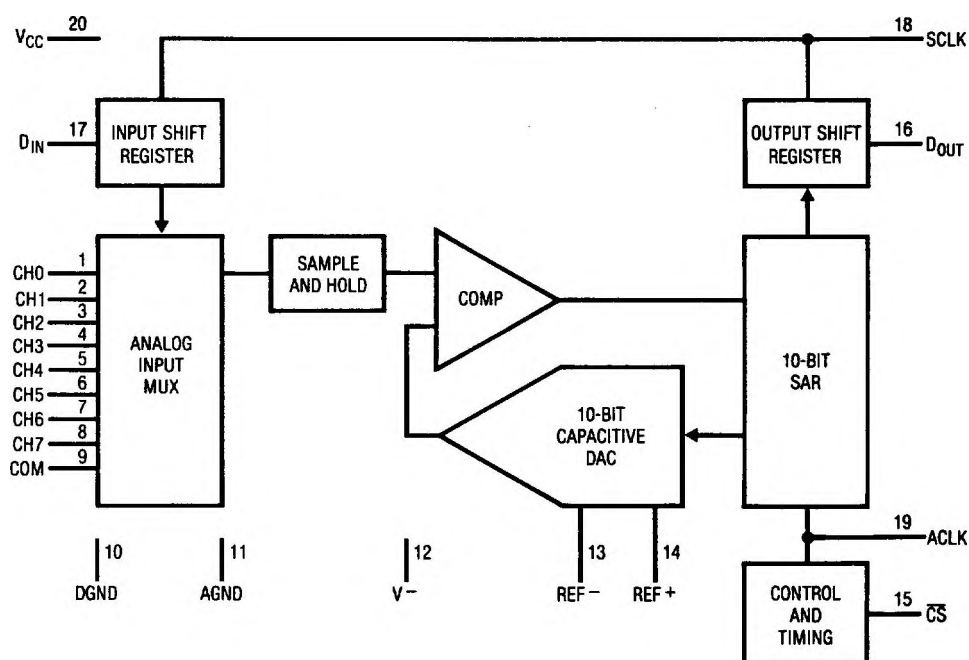 VCC 20
18 SCLK
DIN 17
INPUT SHIFT
REGISTER
OUTPUT SHIFT
REGISTER
16 DOUT
CH0 1
CH1 2
CH2 3
CH3 4
CH4 5
CH5 6
CH6 7
CH7 8
COM 9
ANALOG
INPUT
MUX
SAMPLE
AND HOLD
COMP
10-BIT
CAPACITIVE
DAC
10-BIT
SAR
10
DGND
11
AGND
12
V−
13
REF−
14
REF+
19 ACLK
CONTROL
AND
TIMING
15 C̅S̅